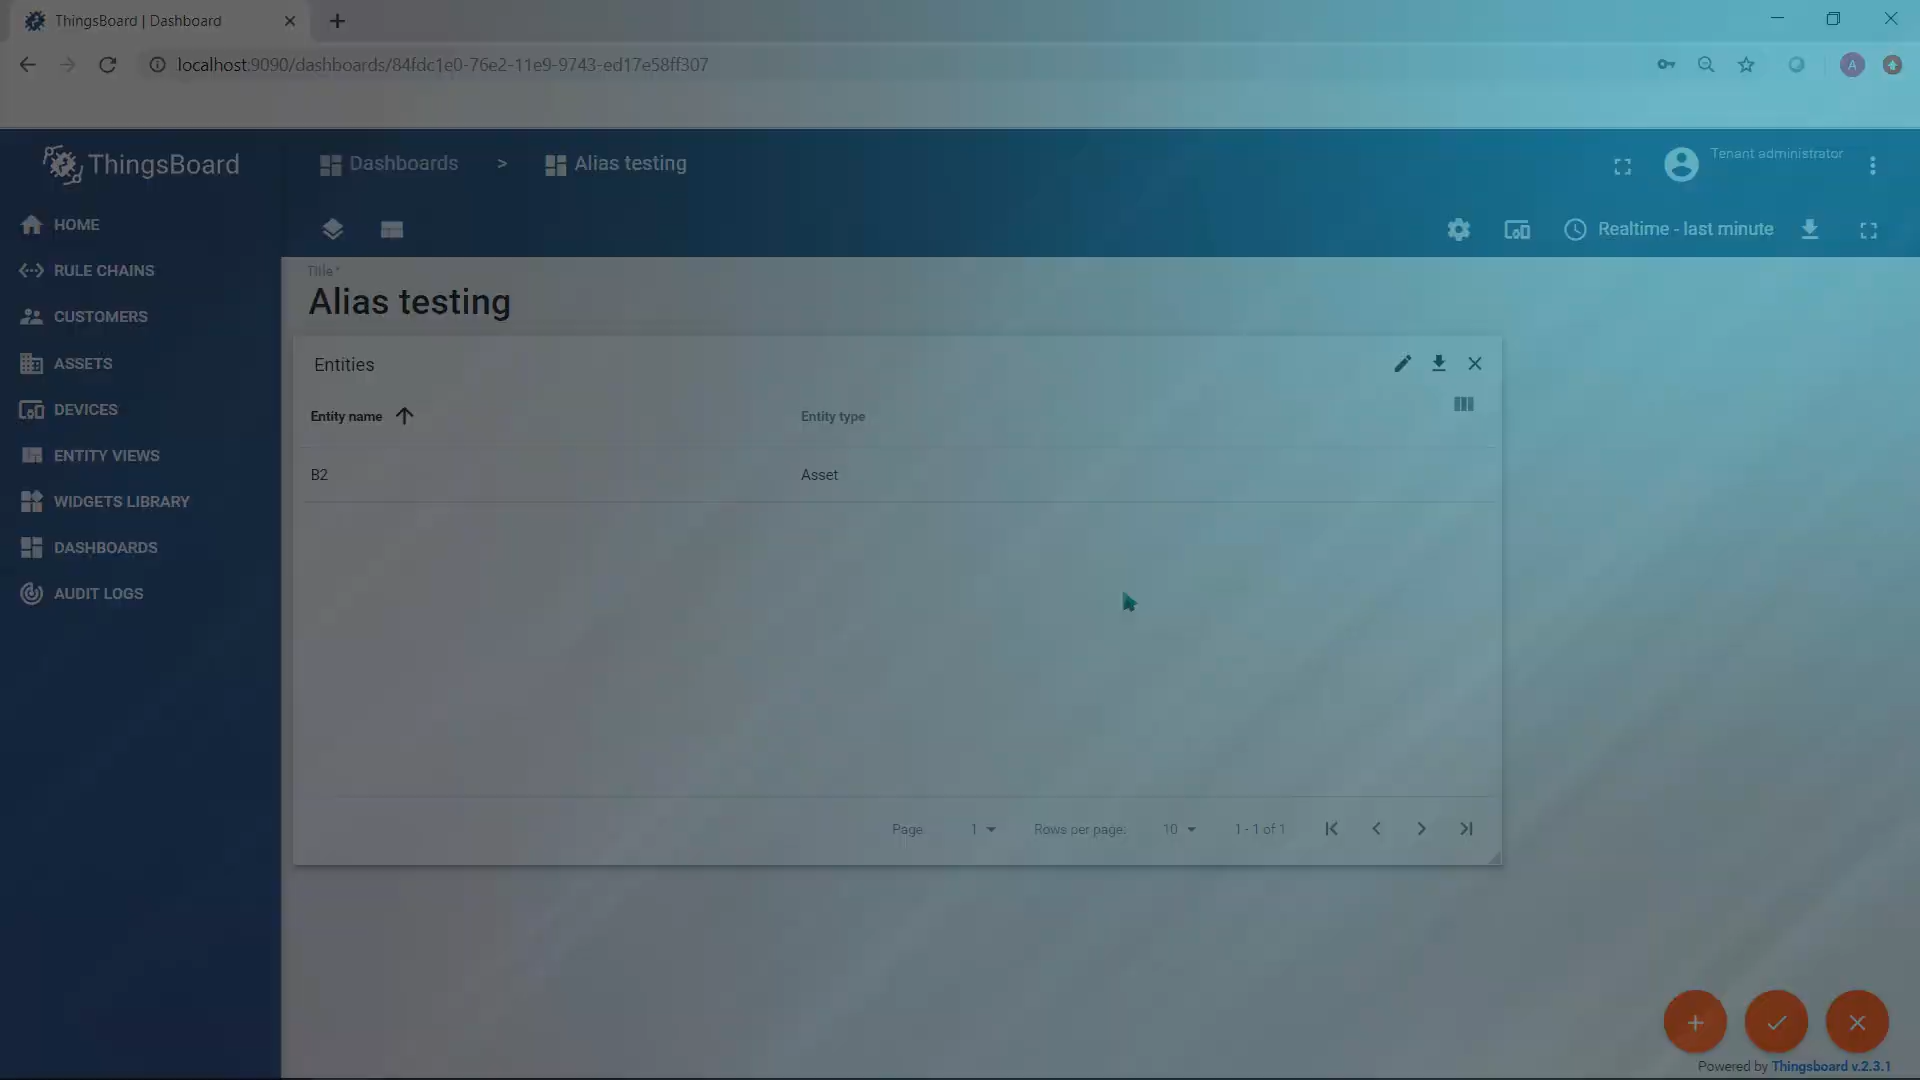 ThingsBoard | Dashboard
localhost:9090/dashboards/84fdc1e0-76e2-11e9-9743-ed17e58ff307
A
ThingsBoard
Dashboards > Alias testing
Tenant administrator
Realtime - last minute
HOME
RULE CHAINS
CUSTOMERS
ASSETS
DEVICES
ENTITY VIEWS
WIDGETS LIBRARY
DASHBOARDS
AUDIT LOGS
Title *
Alias testing
Entities
Entity name Entity type
B2 Asset
Page: 1 Rows per page: 10 1 - 1 of 1
Powered by Thingsboard v.2.3.1